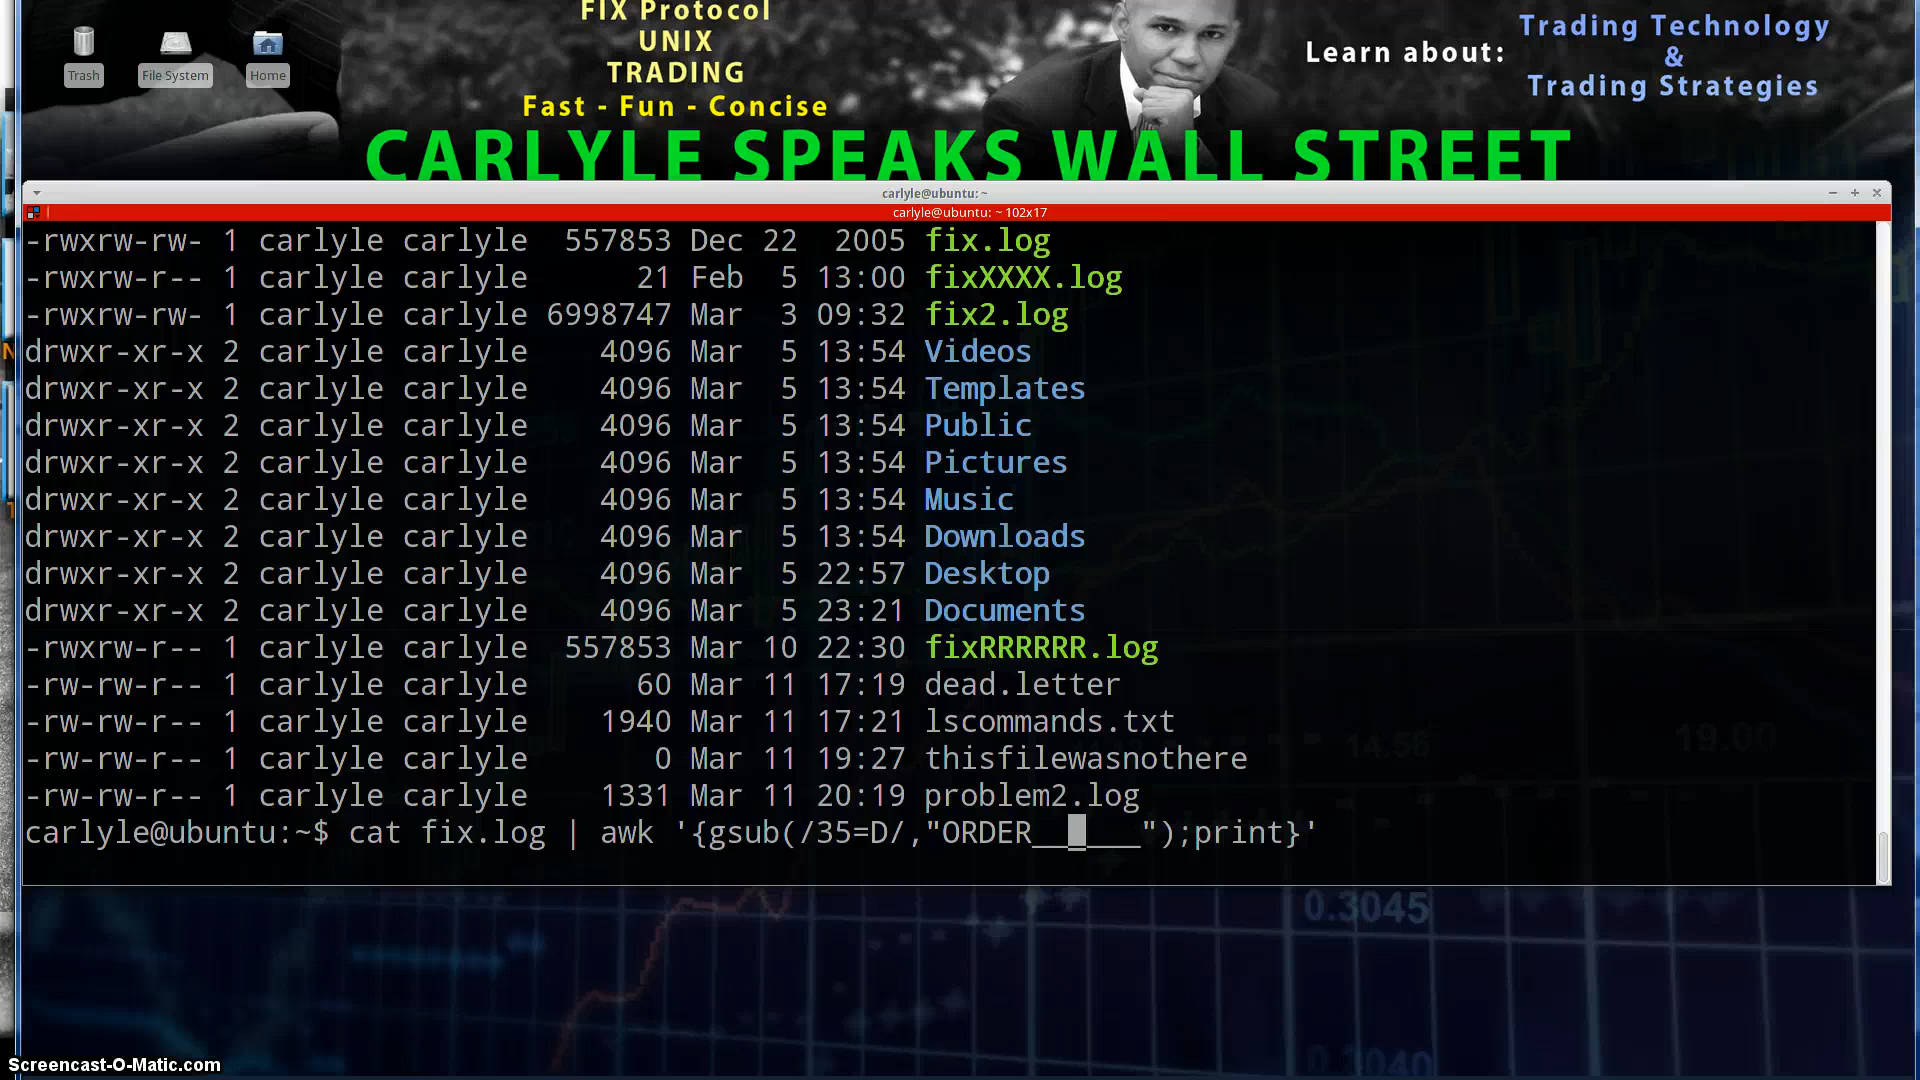 FIX Protocol
UNIX
TRADING
Fast - Fun - Concise
Learn about:
Trading Technology
&
Trading Strategies
Trash
File System
Home
CARLYLE SPEAKS WALL STREET
carlyle@ubuntu: ~
carlyle@ubuntu: ~ 102x17
-rwxrw-rw- 1 carlyle carlyle  557853 Dec 22  2005 fix.log
-rwxrw-r-- 1 carlyle carlyle      21 Feb  5 13:00 fixXXXX.log
-rwxrw-rw- 1 carlyle carlyle 6998747 Mar  3 09:32 fix2.log
drwxr-xr-x 2 carlyle carlyle    4096 Mar  5 13:54 Videos
drwxr-xr-x 2 carlyle carlyle    4096 Mar  5 13:54 Templates
drwxr-xr-x 2 carlyle carlyle    4096 Mar  5 13:54 Public
drwxr-xr-x 2 carlyle carlyle    4096 Mar  5 13:54 Pictures
drwxr-xr-x 2 carlyle carlyle    4096 Mar  5 13:54 Music
drwxr-xr-x 2 carlyle carlyle    4096 Mar  5 13:54 Downloads
drwxr-xr-x 2 carlyle carlyle    4096 Mar  5 22:57 Desktop
drwxr-xr-x 2 carlyle carlyle    4096 Mar  5 23:21 Documents
-rwxrw-r-- 1 carlyle carlyle  557853 Mar 10 22:30 fixRRRRRR.log
-rw-rw-r-- 1 carlyle carlyle      60 Mar 11 17:19 dead.letter
-rw-rw-r-- 1 carlyle carlyle    1940 Mar 11 17:21 lscommands.txt
-rw-rw-r-- 1 carlyle carlyle       0 Mar 11 19:27 thisfilewasnothere
-rw-rw-r-- 1 carlyle carlyle    1331 Mar 11 20:19 problem2.log
carlyle@ubuntu:~$ cat fix.log | awk '{gsub(/35=D/,"ORDER______");print}'
14.56
19.00
0.3045
0.3040
Screencast-O-Matic.com